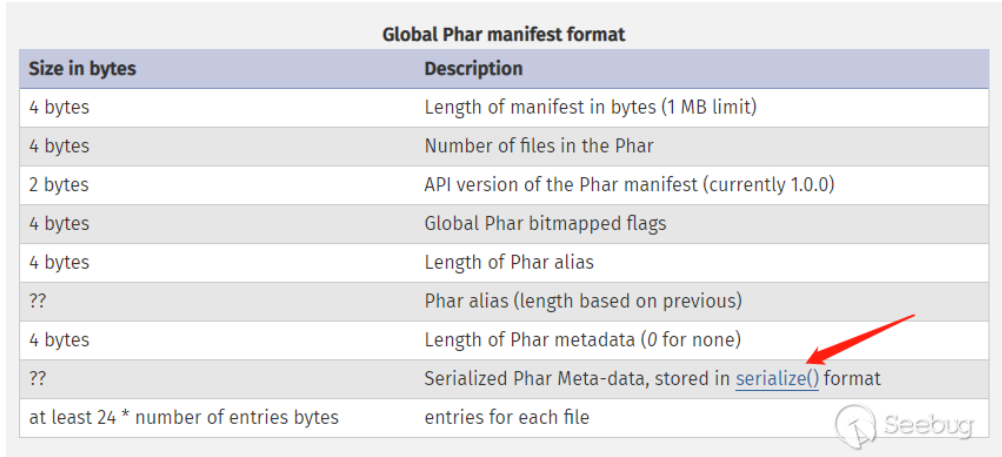 Global Phar manifest format
Size in bytes Description
4 bytes Length of manifest in bytes (1 MB limit)
4 bytes Number of files in the Phar
2 bytes API version of the Phar manifest (currently 1.0.0)
4 bytes Global Phar bitmapped flags
4 bytes Length of Phar alias
?? Phar alias (length based on previous)
4 bytes Length of Phar metadata (0 for none)
?? Serialized Phar Meta-data, stored in serialize() format
at least 24 * number of entries bytes entries for each file
Seebug